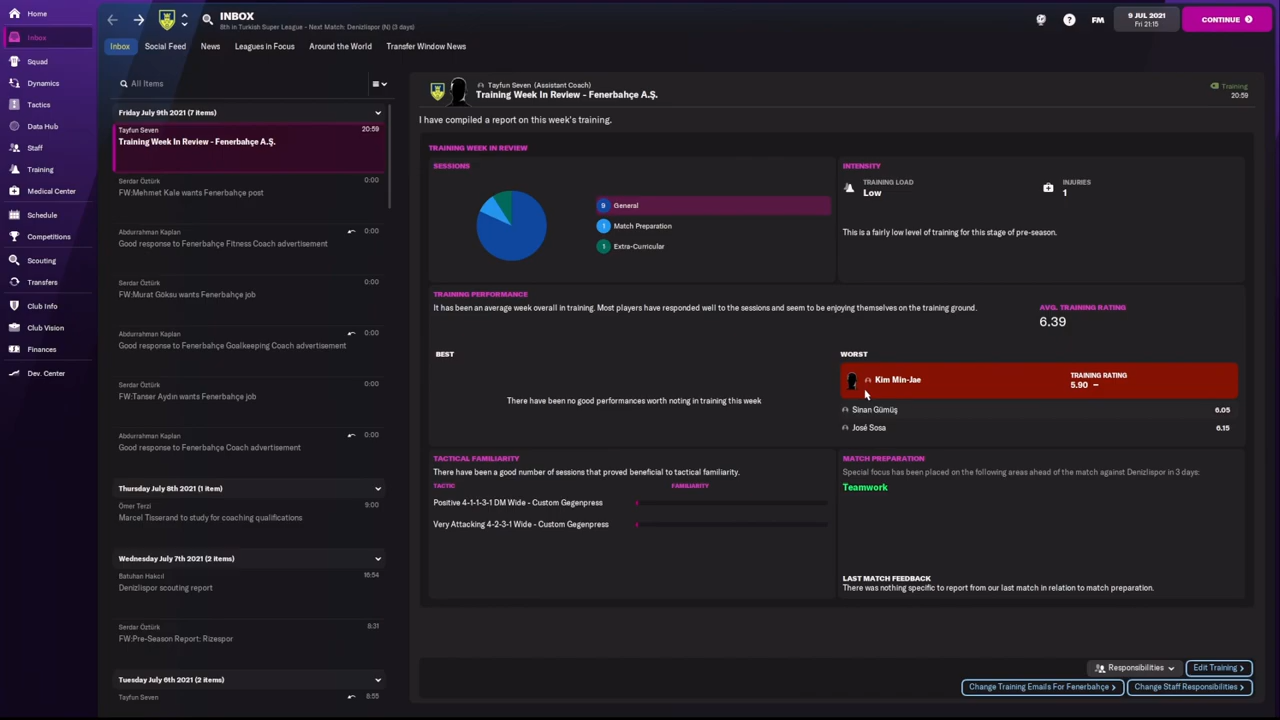 Home
Inbox
Squad
Dynamics
Tactics
Data Hub
Staff
Training
Medical Center
Schedule
Competitions
Scouting
Transfers
Club Info
Club Vision
Finances
Dev. Center
INBOX
8th in Turkish Super League - Next Match: Denizlispor (N) (3 days)
FM
9 JUL 2021
Fri 21:15
CONTINUE
Inbox Social Feed News Leagues in Focus Around the World Transfer Window News
All Items
Friday July 9th 2021 (7 items)
Tayfun Seven 20:59
Training Week In Review - Fenerbahçe A.Ş.
Serdar Öztürk 0:00
FW:Mehmet Kale wants Fenerbahçe post
Abdurrahman Kaplan 0:00
Good response to Fenerbahçe Fitness Coach advertisement
Serdar Öztürk 0:00
FW:Murat Göksu wants Fenerbahçe job
Abdurrahman Kaplan 0:00
Good response to Fenerbahçe Goalkeeping Coach advertisement
Serdar Öztürk 0:00
FW:Tanser Aydın wants Fenerbahçe job
Abdurrahman Kaplan 0:00
Good response to Fenerbahçe Coach advertisement
Thursday July 8th 2021 (1 item)
Ömer Terzi 9:00
Marcel Tisserand to study for coaching qualifications
Wednesday July 7th 2021 (2 items)
Batuhan Hakcıl 16:54
Denizlispor scouting report
Serdar Öztürk 8:31
FW:Pre-Season Report: Rizespor
Tuesday July 6th 2021 (2 items)
Tayfun Seven 8:55
Tayfun Seven (Assistant Coach)
Training Week In Review - Fenerbahçe A.Ş.
Training
20:59
I have compiled a report on this week's training.
TRAINING WEEK IN REVIEW
SESSIONS
9 General
1 Match Preparation
1 Extra-Curricular
INTENSITY
TRAINING LOAD
Low
INJURIES
1
This is a fairly low level of training for this stage of pre-season.
TRAINING PERFORMANCE
It has been an average week overall in training. Most players have responded well to the sessions and seem to be enjoying themselves on the training ground.
AVG. TRAINING RATING
6.39
BEST
There have been no good performances worth noting in training this week
WORST
Kim Min-Jae
TRAINING RATING
5.90 –
Sinan Gümüş 6.05
José Sosa 6.15
TACTICAL FAMILIARITY
There have been a good number of sessions that proved beneficial to tactical familiarity.
TACTIC FAMILIARITY
Positive 4-1-1-3-1 DM Wide - Custom Gegenpress
Very Attacking 4-2-3-1 Wide - Custom Gegenpress
MATCH PREPARATION
Special focus has been placed on the following areas ahead of the match against Denizlispor in 3 days:
Teamwork
LAST MATCH FEEDBACK
There was nothing specific to report from our last match in relation to match preparation.
Responsibilities
Edit Training
Change Training Emails For Fenerbahçe
Change Staff Responsibilities